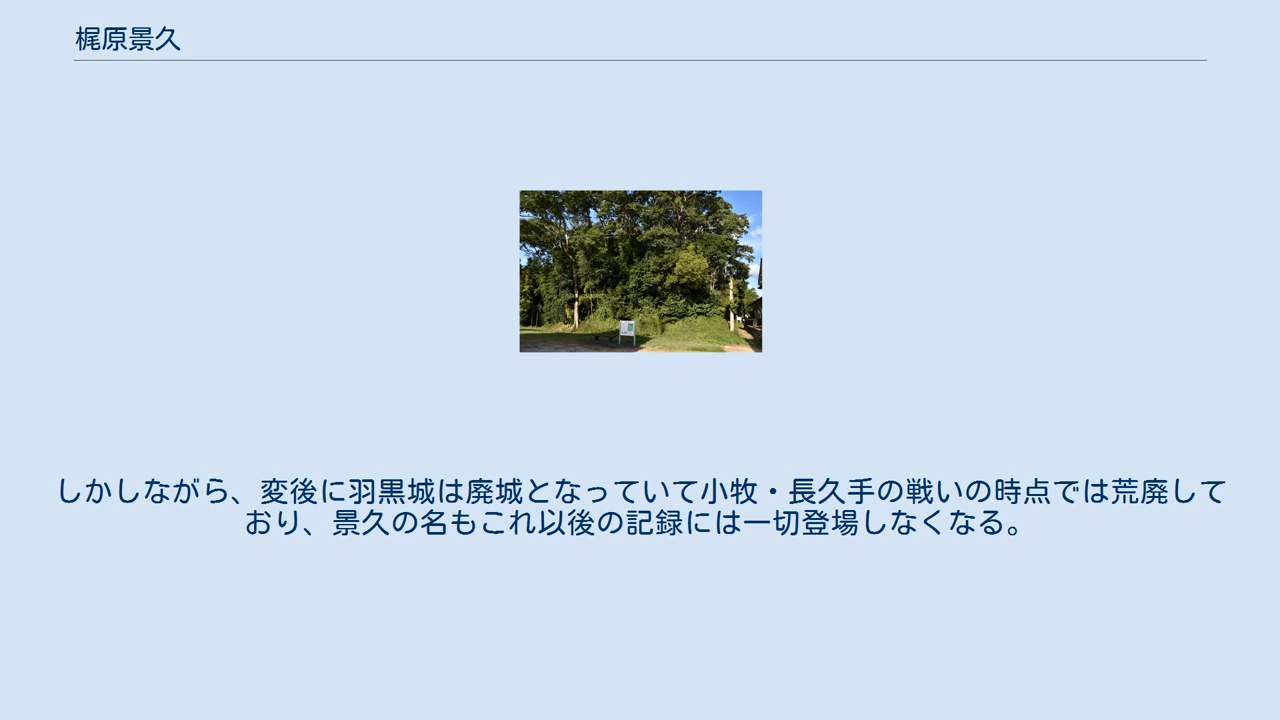 梶原景久
しかしながら、変後に羽黒城は廃城となっていて小牧・長久手の戦いの時点では荒廃して
おり、景久の名もこれ以後の記録には一切登場しなくなる。